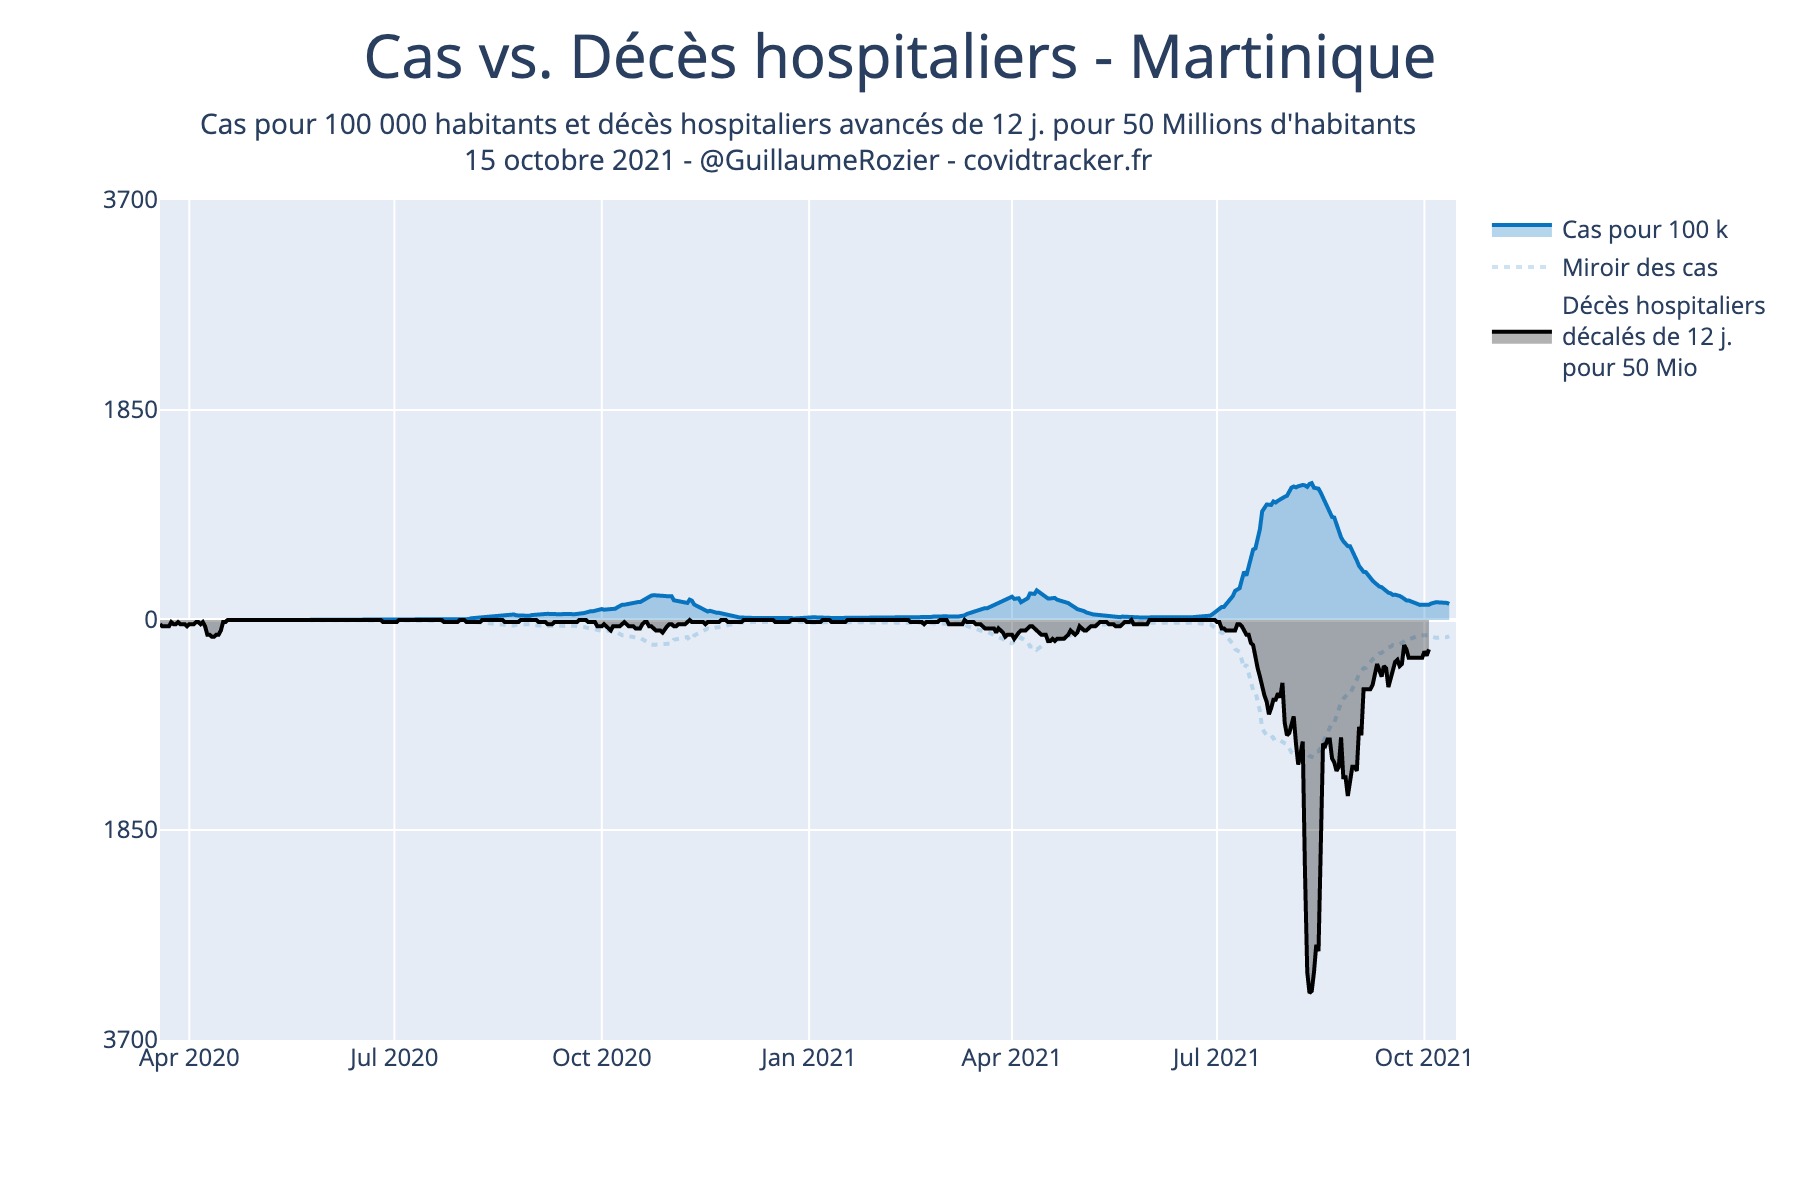 Cas vs. Décès hospitaliers - Martinique
Cas pour 100 000 habitants et décès hospitaliers avancés de 12 j. pour 50 Millions d'habitants
15 octobre 2021 - @GuillaumeRozier - covidtracker.fr
3700
1850
0
1850
3700
Apr 2020
Jul 2020
Oct 2020
Jan 2021
Apr 2021
Jul 2021
Oct 2021
Cas pour 100 k
Miroir des cas
Décès hospitaliers
décalés de 12 j.
pour 50 Mio